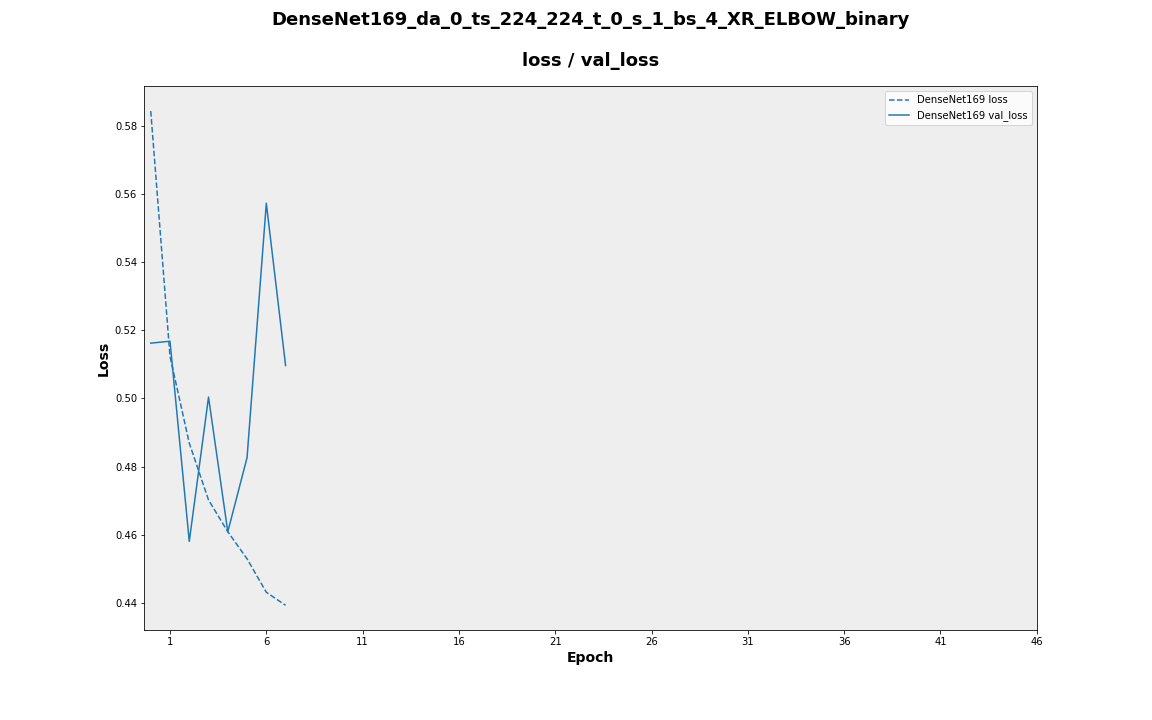 DenseNet169_da_0_ts_224_224_t_0_s_1_bs_4_XR_ELBOW_binary
loss / val_loss
DenseNet169 loss
DenseNet169 val_loss
0.58
0.56
0.54
0.52
0.50
0.48
0.46
0.44
Loss
1 6 11 16 21 26 31 36 41 46
Epoch